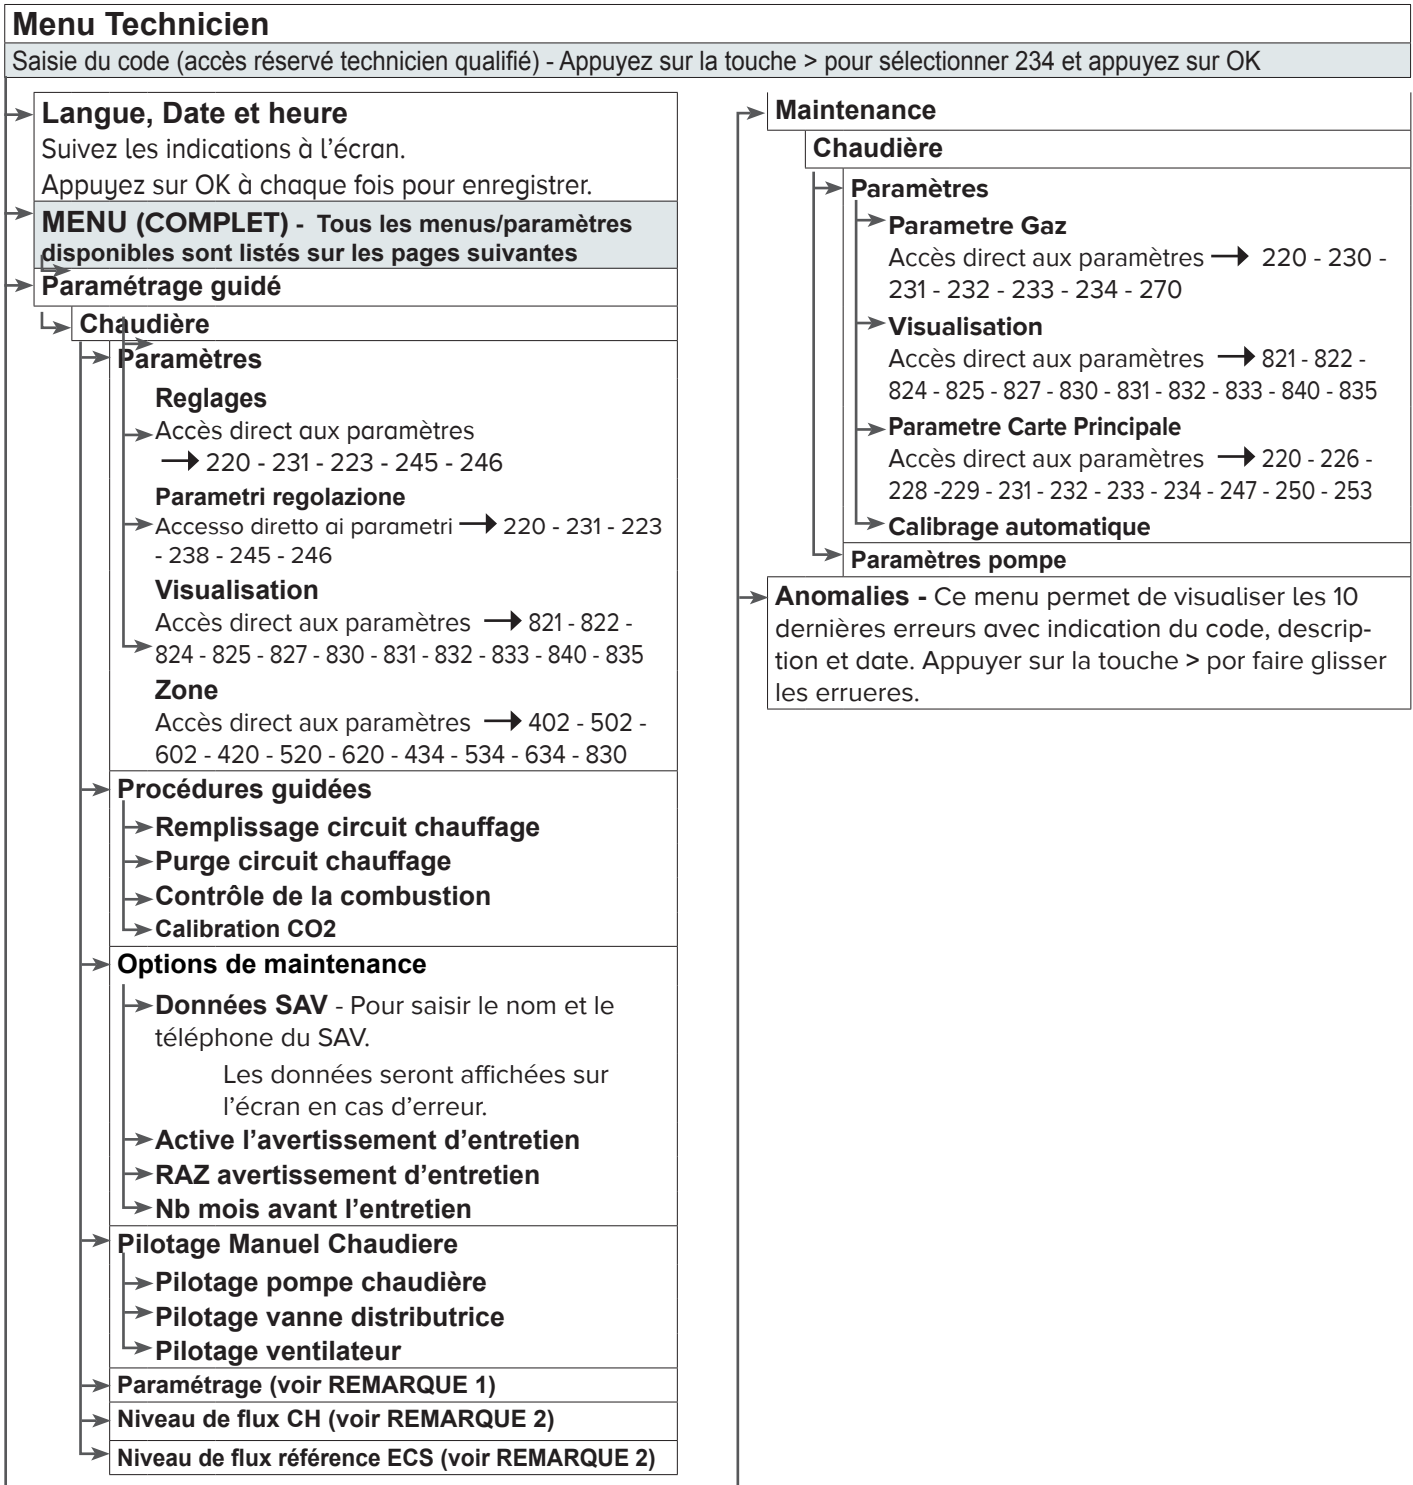 Menu Technicien
Saisie du code (accès réservé technicien qualifié) - Appuyez sur la touche > pour sélectionner 234 et appuyez sur OK
Langue, Date et heure
Suivez les indications à l’écran.
Appuyez sur OK à chaque fois pour enregistrer.
MENU (COMPLET) - Tous les menus/paramètres
disponibles sont listés sur les pages suivantes
Paramétrage guidé
Chaudière
Paramètres
Reglages
Accès direct aux paramètres
→ 220 - 231 - 223 - 245 - 246
Parametri regolazione
Accesso diretto ai parametri → 220 - 231 - 223
- 238 - 245 - 246
Visualisation
Accès direct aux paramètres → 821 - 822 -
824 - 825 - 827 - 830 - 831 - 832 - 833 - 840 - 835
Zone
Accès direct aux paramètres → 402 - 502 -
602 - 420 - 520 - 620 - 434 - 534 - 634 - 830
Procédures guidées
Remplissage circuit chauffage
Purge circuit chauffage
Contrôle de la combustion
Calibration CO2
Options de maintenance
Données SAV - Pour saisir le nom et le
téléphone du SAV.
Les données seront affichées sur
l’écran en cas d’erreur.
Active l’avertissement d’entretien
RAZ avertissement d’entretien
Nb mois avant l’entretien
Pilotage Manuel Chaudiere
Pilotage pompe chaudière
Pilotage vanne distributrice
Pilotage ventilateur
Paramétrage (voir REMARQUE 1)
Niveau de flux CH (voir REMARQUE 2)
Niveau de flux référence ECS (voir REMARQUE 2)
Maintenance
Chaudière
Paramètres
Parametre Gaz
Accès direct aux paramètres → 220 - 230 -
231 - 232 - 233 - 234 - 270
Visualisation
Accès direct aux paramètres → 821 - 822 -
824 - 825 - 827 - 830 - 831 - 832 - 833 - 840 - 835
Parametre Carte Principale
Accès direct aux paramètres → 220 - 226 -
228 -229 - 231 - 232 - 233 - 234 - 247 - 250 - 253
Calibrage automatique
Paramètres pompe
Anomalies - Ce menu permet de visualiser les 10
dernières erreurs avec indication du code, descrip-
tion et date. Appuyer sur la touche > por faire glisser
les errueres.